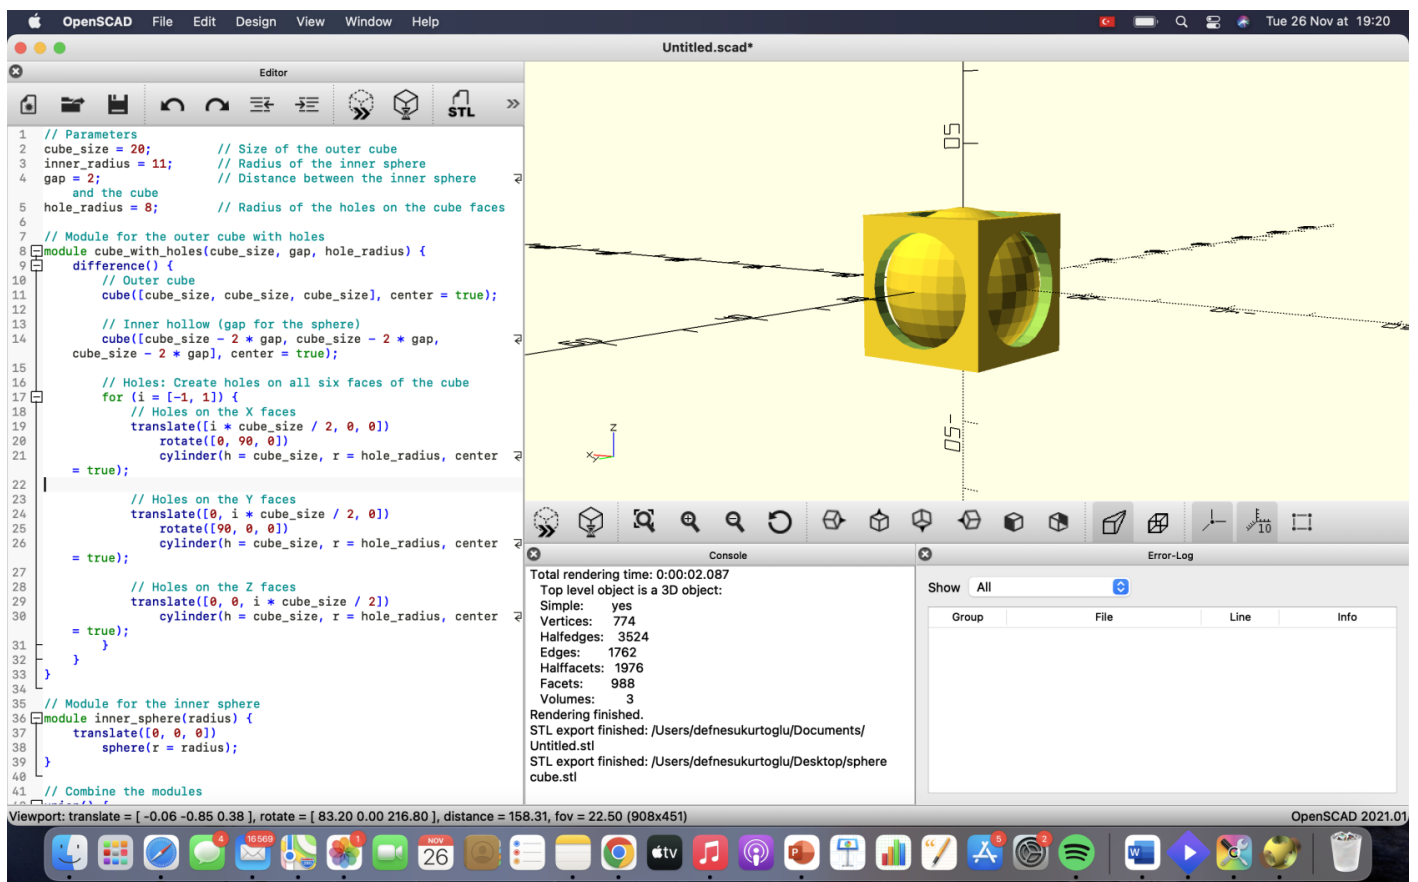 OpenSCAD File Edit Design View Window Help Tue 26 Nov at 19:20
Untitled.scad*
Editor
STL
1 // Parameters
2 cube_size = 20; // Size of the outer cube
3 inner_radius = 11; // Radius of the inner sphere
4 gap = 2; // Distance between the inner sphere
and the cube
5 hole_radius = 8; // Radius of the holes on the cube faces
6
7 // Module for the outer cube with holes
8 module cube_with_holes(cube_size, gap, hole_radius) {
9 difference() {
10 // Outer cube
11 cube([cube_size, cube_size, cube_size], center = true);
12
13 // Inner hollow (gap for the sphere)
14 cube([cube_size - 2 * gap, cube_size - 2 * gap,
cube_size - 2 * gap], center = true);
15
16 // Holes: Create holes on all six faces of the cube
17 for (i = [-1, 1]) {
18 // Holes on the X faces
19 translate([i * cube_size / 2, 0, 0])
20 rotate([0, 90, 0])
21 cylinder(h = cube_size, r = hole_radius, center
= true);
22
23 // Holes on the Y faces
24 translate([0, i * cube_size / 2, 0])
25 rotate([90, 0, 0])
26 cylinder(h = cube_size, r = hole_radius, center
= true);
27
28 // Holes on the Z faces
29 translate([0, 0, i * cube_size / 2])
30 cylinder(h = cube_size, r = hole_radius, center
= true);
31 }
32 }
33 }
34
35 // Module for the inner sphere
36 module inner_sphere(radius) {
37 translate([0, 0, 0])
38 sphere(r = radius);
39 }
40
41 // Combine the modules
50
-50
z
x
y
10
Console
Total rendering time: 0:00:02.087
Top level object is a 3D object:
Simple: yes
Vertices: 774
Halfedges: 3524
Edges: 1762
Halffacets: 1976
Facets: 988
Volumes: 3
Rendering finished.
STL export finished: /Users/defnesukurtoglu/Documents/
Untitled.stl
STL export finished: /Users/defnesukurtoglu/Desktop/sphere
cube.stl
Error-Log
Show All
Group File Line Info
Viewport: translate = [ -0.06 -0.85 0.38 ], rotate = [ 83.20 0.00 216.80 ], distance = 158.31, fov = 22.50 (908x451)
OpenSCAD 2021.01
4
16569
1
NOV
26
tv
5
2
W